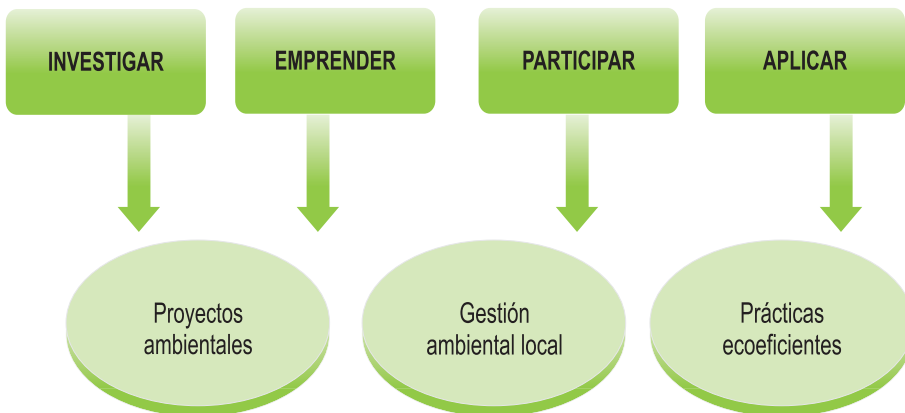 INVESTIGAR
EMPRENDER
PARTICIPAR
APLICAR
Proyectos
ambientales
Gestión
ambiental local
Prácticas
ecoeficientes